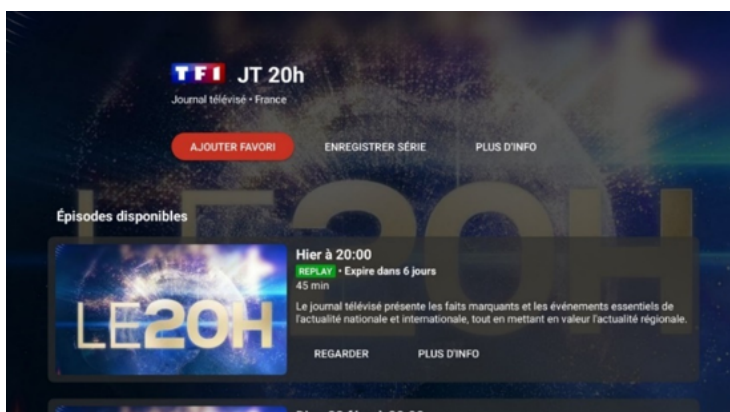 TF1 JT 20h
Journal télévisé • France
AJOUTER FAVORI ENREGISTRER SÉRIE PLUS D'INFO
LE 20H
Épisodes disponibles
Hier à 20:00
REPLAY • Expire dans 6 jours
45 min
Le journal télévisé présente les faits marquants et les événements essentiels de
l'actualité nationale et internationale, tout en mettant en valeur l'actualité régionale.
LE20H
REGARDER PLUS D'INFO